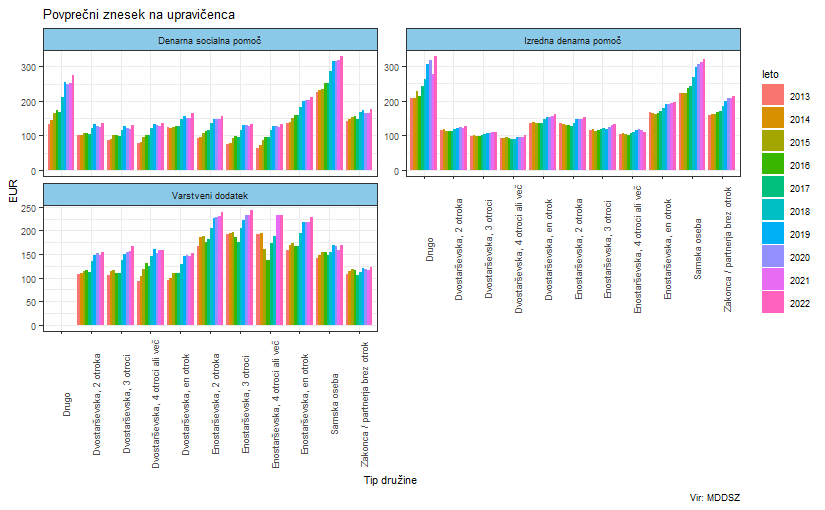 Povprečni znesek na upravičenca
Denarna socialna pomoč
Izredna denarna pomoč
300
200
100
0
300
200
100
0
Varstveni dodatek
250
200
150
100
50
0
EUR
Drugo
Dvostarševska, 2 otroka
Dvostarševska, 3 otroci
Dvostarševska, 4 otroci ali več
Dvostarševska, en otrok
Enostarševska, 2 otroka
Enostarševska, 3 otroci
Enostarševska, 4 otroci ali več
Enostarševska, en otrok
Samska oseba
Zakonca / partnerja brez otrok
Drugo
Dvostarševska, 2 otroka
Dvostarševska, 3 otroci
Dvostarševska, 4 otroci ali več
Dvostarševska, en otrok
Enostarševska, 2 otroka
Enostarševska, 3 otroci
Enostarševska, 4 otroci ali več
Enostarševska, en otrok
Samska oseba
Zakonca / partnerja brez otrok
Tip družine
leto
2013
2014
2015
2016
2017
2018
2019
2020
2021
2022
Vir: MDDSZ